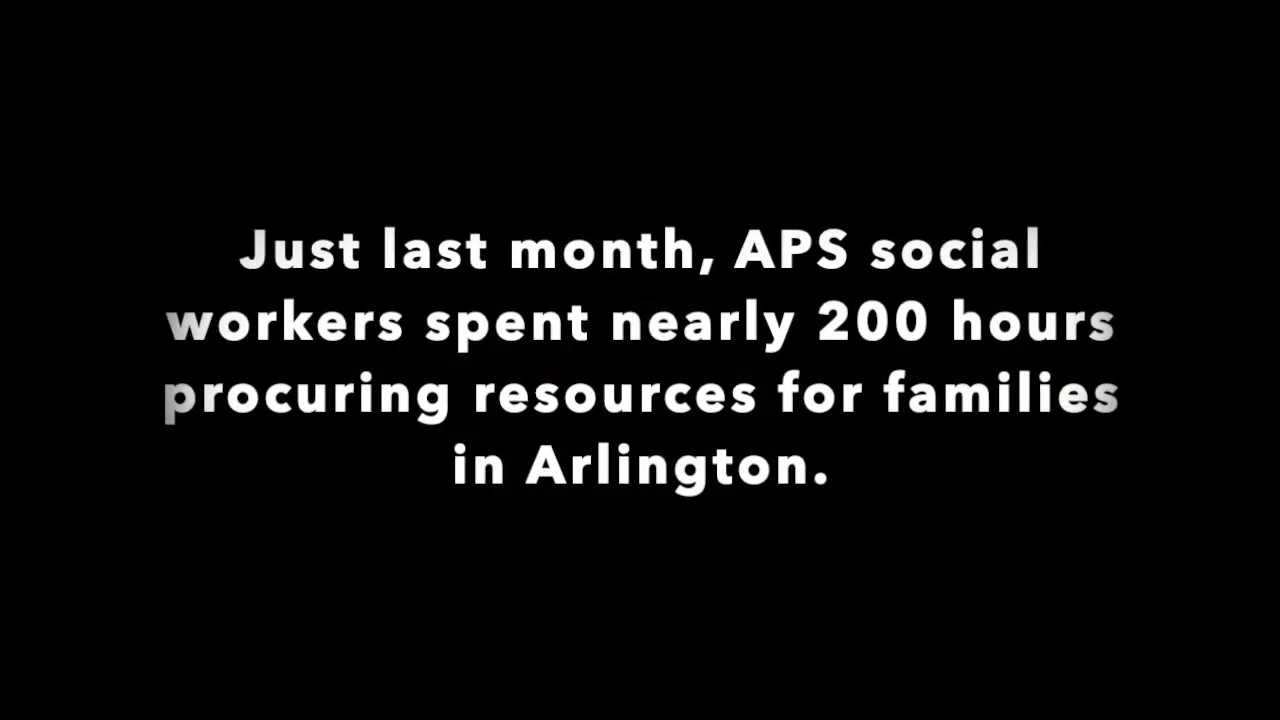 Just last month, APS social
workers spent nearly 200 hours
procuring resources for families
in Arlington.